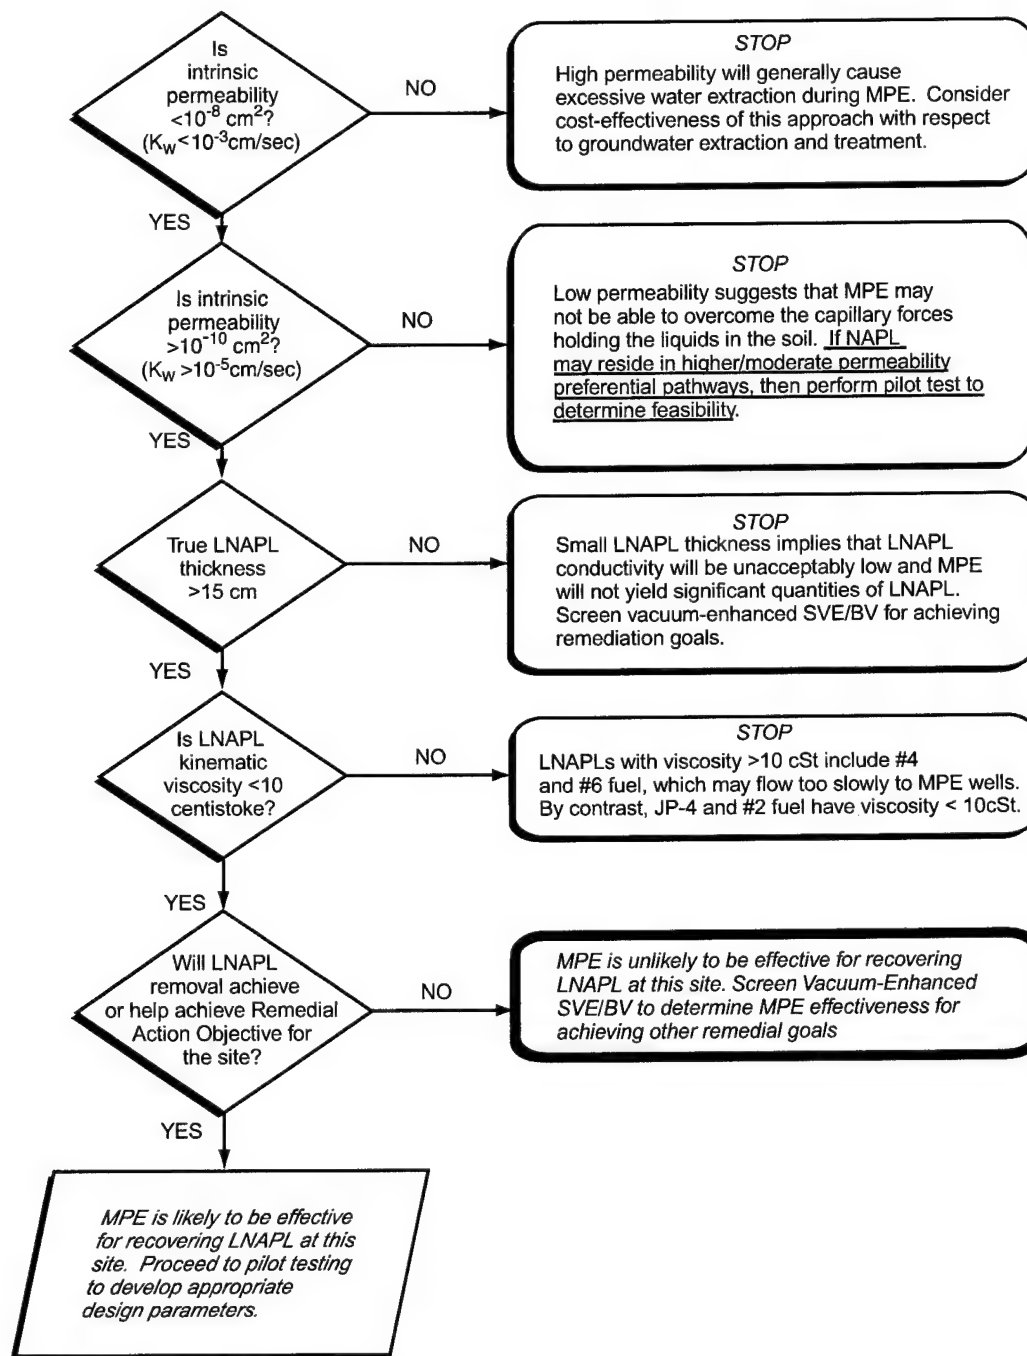 Is
intrinsic
permeability
<10⁻⁸ cm²?
(K_W <10⁻³cm/sec)
NO
STOP
High permeability will generally cause
excessive water extraction during MPE. Consider
cost-effectiveness of this approach with respect
to groundwater extraction and treatment.
YES
Is intrinsic
permeability
>10⁻¹⁰ cm²?
(K_W >10⁻⁵cm/sec)
NO
STOP
Low permeability suggests that MPE may
not be able to overcome the capillary forces
holding the liquids in the soil. If NAPL
may reside in higher/moderate permeability
preferential pathways, then perform pilot test to
determine feasibility.
YES
True LNAPL
thickness
>15 cm
NO
STOP
Small LNAPL thickness implies that LNAPL
conductivity will be unacceptably low and MPE
will not yield significant quantities of LNAPL.
Screen vacuum-enhanced SVE/BV for achieving
remediation goals.
YES
Is LNAPL
kinematic
viscosity <10
centistoke?
NO
STOP
LNAPLs with viscosity >10 cSt include #4
and #6 fuel, which may flow too slowly to MPE wells.
By contrast, JP-4 and #2 fuel have viscosity < 10cSt.
YES
Will LNAPL
removal achieve
or help achieve Remedial
Action Objective for
the site?
NO
MPE is unlikely to be effective for recovering
LNAPL at this site. Screen Vacuum-Enhanced
SVE/BV to determine MPE effectiveness for
achieving other remedial goals
YES
MPE is likely to be effective
for recovering LNAPL at this
site. Proceed to pilot testing
to develop appropriate
design parameters.